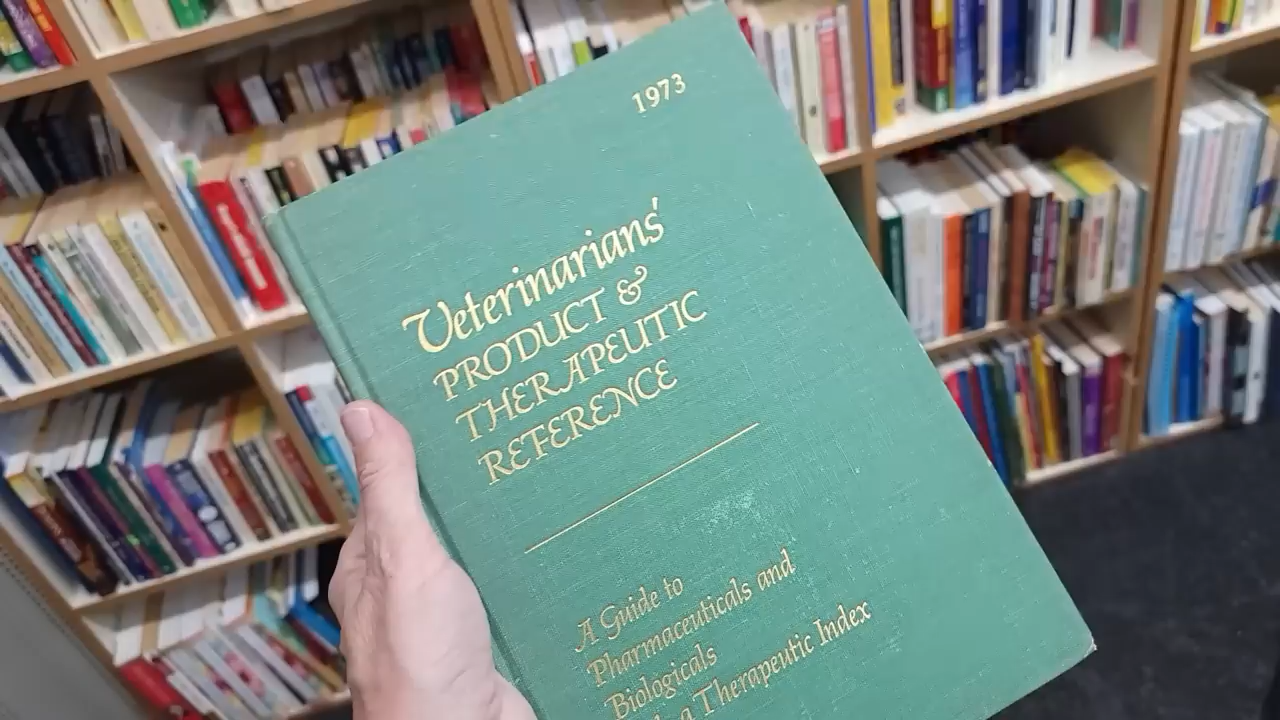 1973
Veterinarians'
PRODUCT &
THERAPEUTIC
REFERENCE
A Guide to
Pharmaceuticals and
Biologicals
a Therapeutic Index